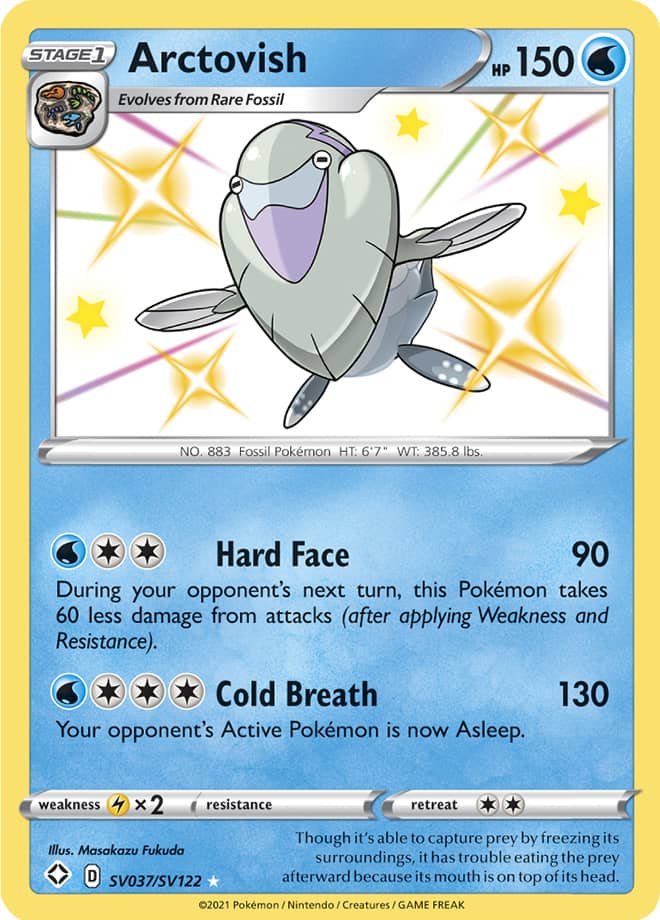 STAGE 1 Arctovish HP 150
Evolves from Rare Fossil
NO. 883 Fossil Pokémon HT: 6'7" WT: 385.8 lbs.
Hard Face 90
During your opponent's next turn, this Pokémon takes
60 less damage from attacks (after applying Weakness and
Resistance).
Cold Breath 130
Your opponent's Active Pokémon is now Asleep.
weakness ×2 resistance retreat
Illus. Masakazu Fukuda
D SV037/SV122
Though it's able to capture prey by freezing its
surroundings, it has trouble eating the prey
afterward because its mouth is on top of its head.
©2021 Pokémon / Nintendo / Creatures / GAME FREAK